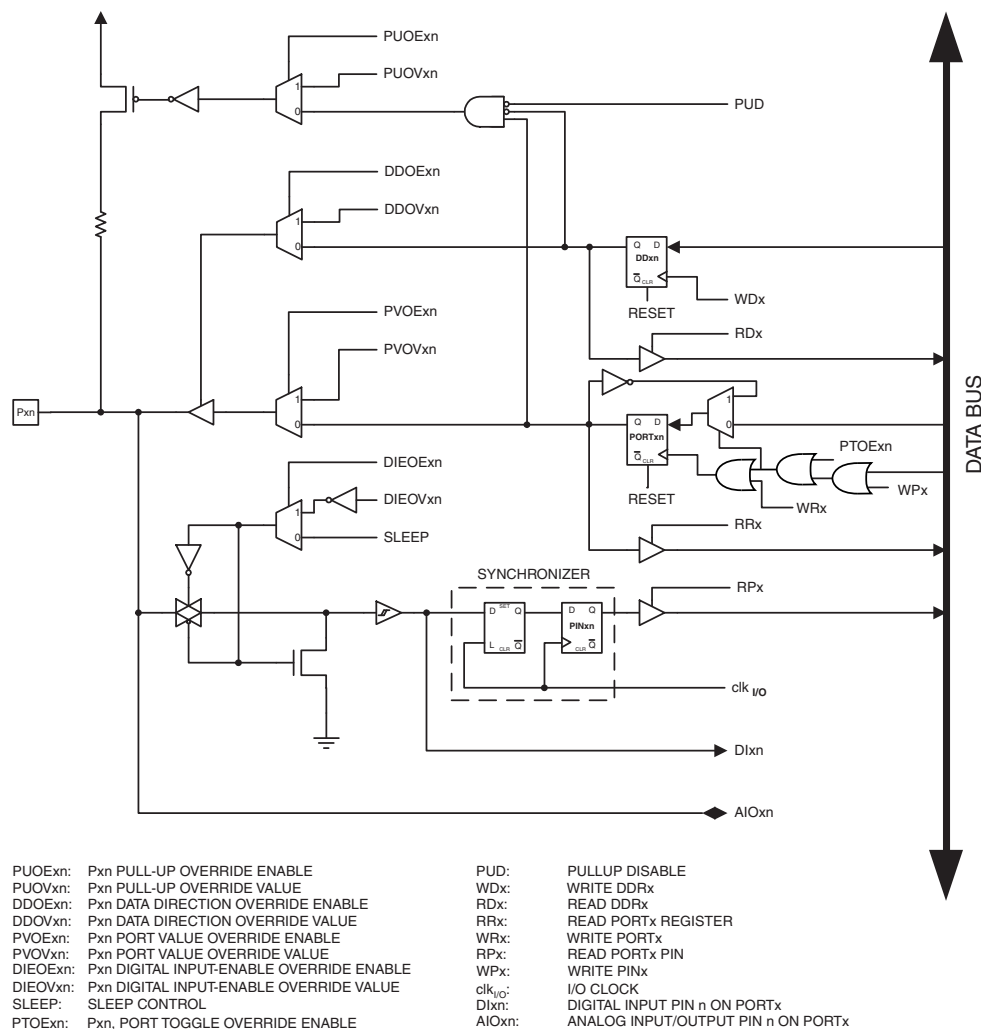 PUOExn
PUOVxn
1
0
PUD
DDOExn
DDOVxn
1
0
Q D
DDxn
Q CLR
WDx
RESET
PVOExn
RDx
PVOVxn
1
0
Pxn
1
0
Q D
PORTxn
Q CLR
PTOExn
DATA BUS
DIEOExn
WPx
RESET
WRx
DIEOVxn
1
0
SLEEP
RRx
SYNCHRONIZER
RPx
D SET Q
L CLR Q
D Q
PINxn
CLR Q
clk I/O
DIxn
AIOxn
PUOExn: Pxn PULL-UP OVERRIDE ENABLE
PUOVxn: Pxn PULL-UP OVERRIDE VALUE
DDOExn: Pxn DATA DIRECTION OVERRIDE ENABLE
DDOVxn: Pxn DATA DIRECTION OVERRIDE VALUE
PVOExn: Pxn PORT VALUE OVERRIDE ENABLE
PVOVxn: Pxn PORT VALUE OVERRIDE VALUE
DIEOExn: Pxn DIGITAL INPUT-ENABLE OVERRIDE ENABLE
DIEOVxn: Pxn DIGITAL INPUT-ENABLE OVERRIDE VALUE
SLEEP: SLEEP CONTROL
PTOExn: Pxn, PORT TOGGLE OVERRIDE ENABLE
PUD: PULLUP DISABLE
WDx: WRITE DDRx
RDx: READ DDRx
RRx: READ PORTx REGISTER
WRx: WRITE PORTx
RPx: READ PORTx PIN
WPx: WRITE PINx
clkI/O: I/O CLOCK
DIxn: DIGITAL INPUT PIN n ON PORTx
AIOxn: ANALOG INPUT/OUTPUT PIN n ON PORTx